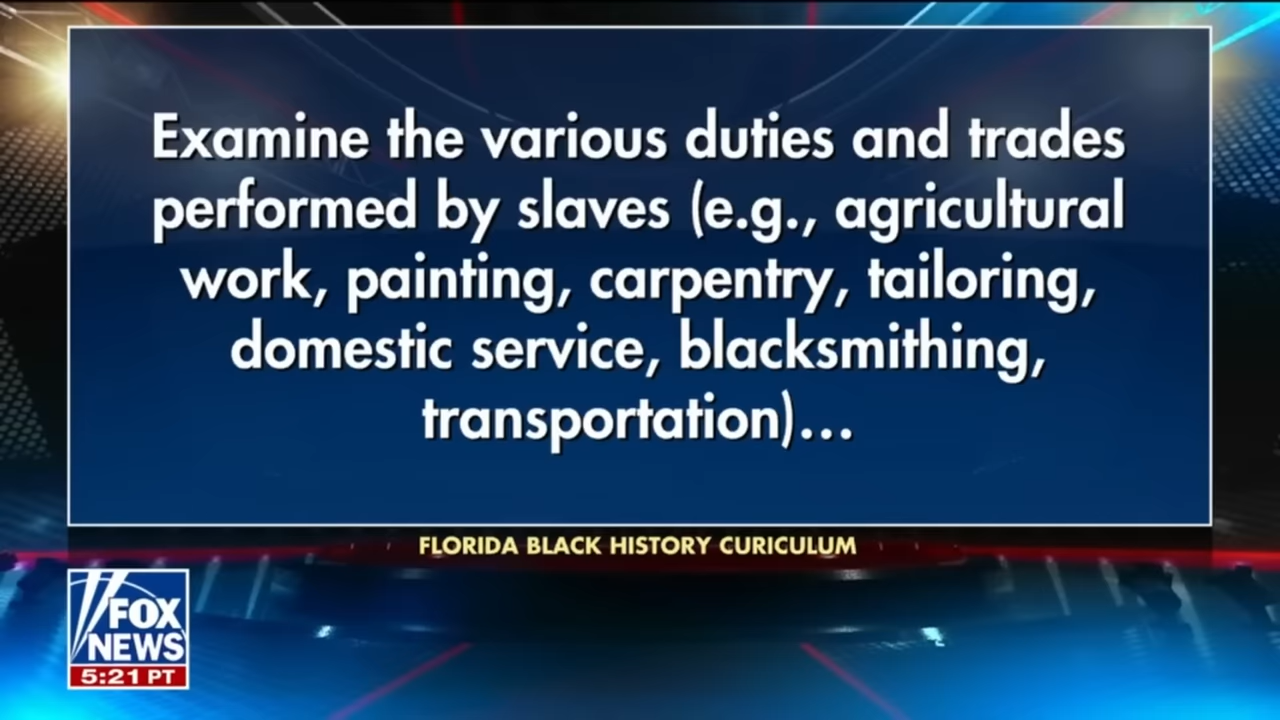 Examine the various duties and trades
performed by slaves (e.g., agricultural
work, painting, carpentry, tailoring,
domestic service, blacksmithing,
transportation)...
FLORIDA BLACK HISTORY CURICULUM
FOX
NEWS
5:21 PT